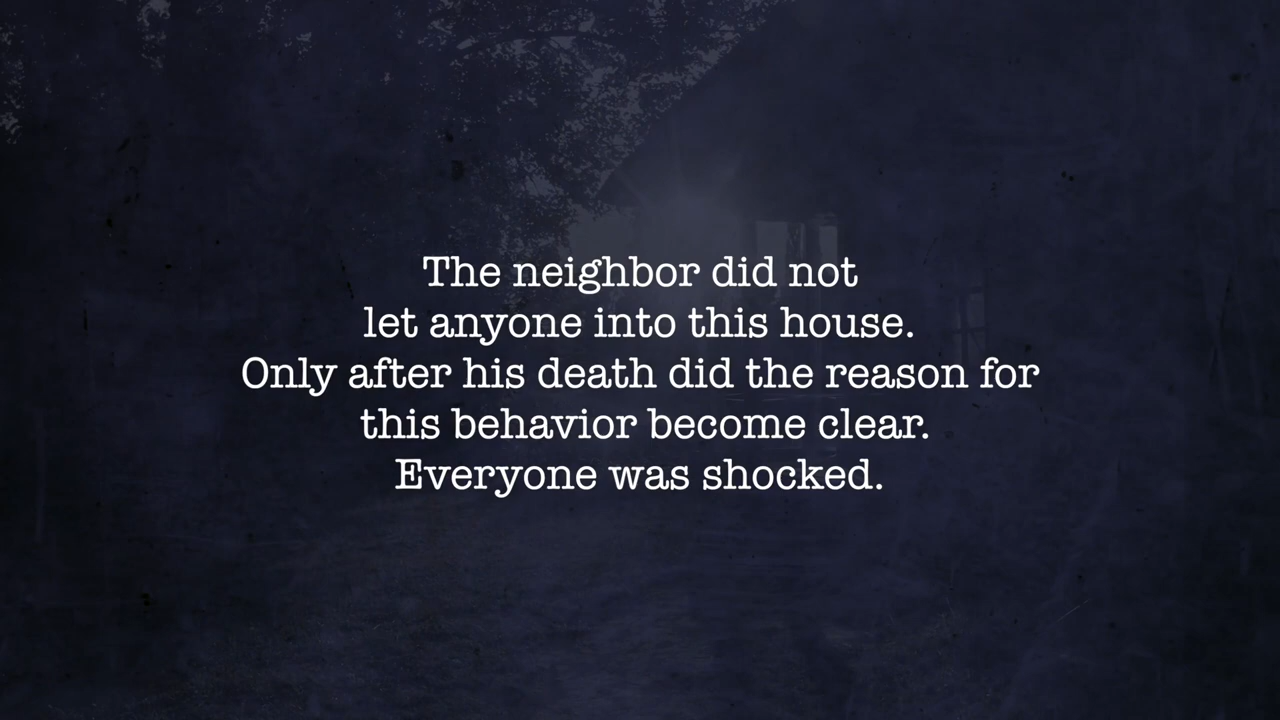 The neighbor did not
let anyone into this house.
Only after his death did the reason for
this behavior become clear.
Everyone was shocked.